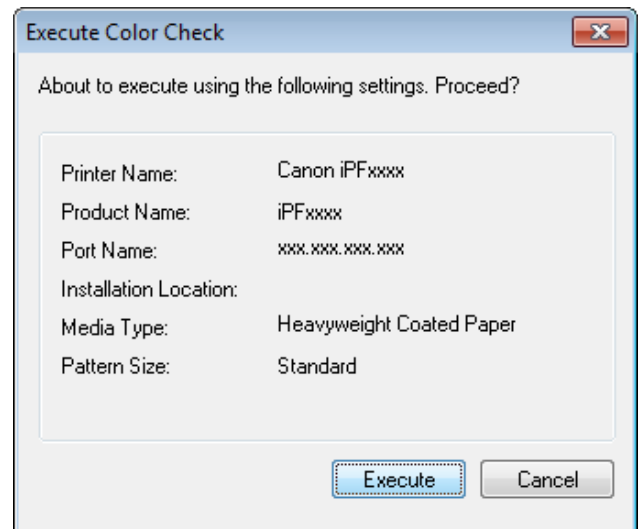 Execute Color Check
About to execute using the following settings. Proceed?
Printer Name: Canon iPFxxxx
Product Name: iPFxxxx
Port Name: xxx.xxx.xxx.xxx
Installation Location:
Media Type: Heavyweight Coated Paper
Pattern Size: Standard
Execute Cancel